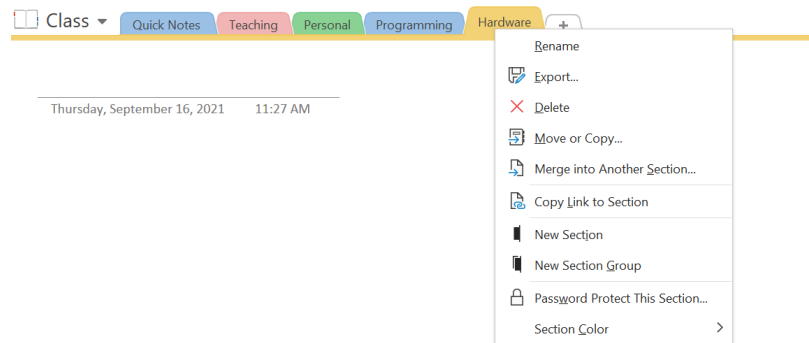 Class
Quick Notes Teaching Personal Programming Hardware +
Rename
Export...
Thursday, September 16, 2021 11:27 AM
Delete
Move or Copy...
Merge into Another Section...
Copy Link to Section
New Section
New Section Group
Password Protect This Section...
Section Color